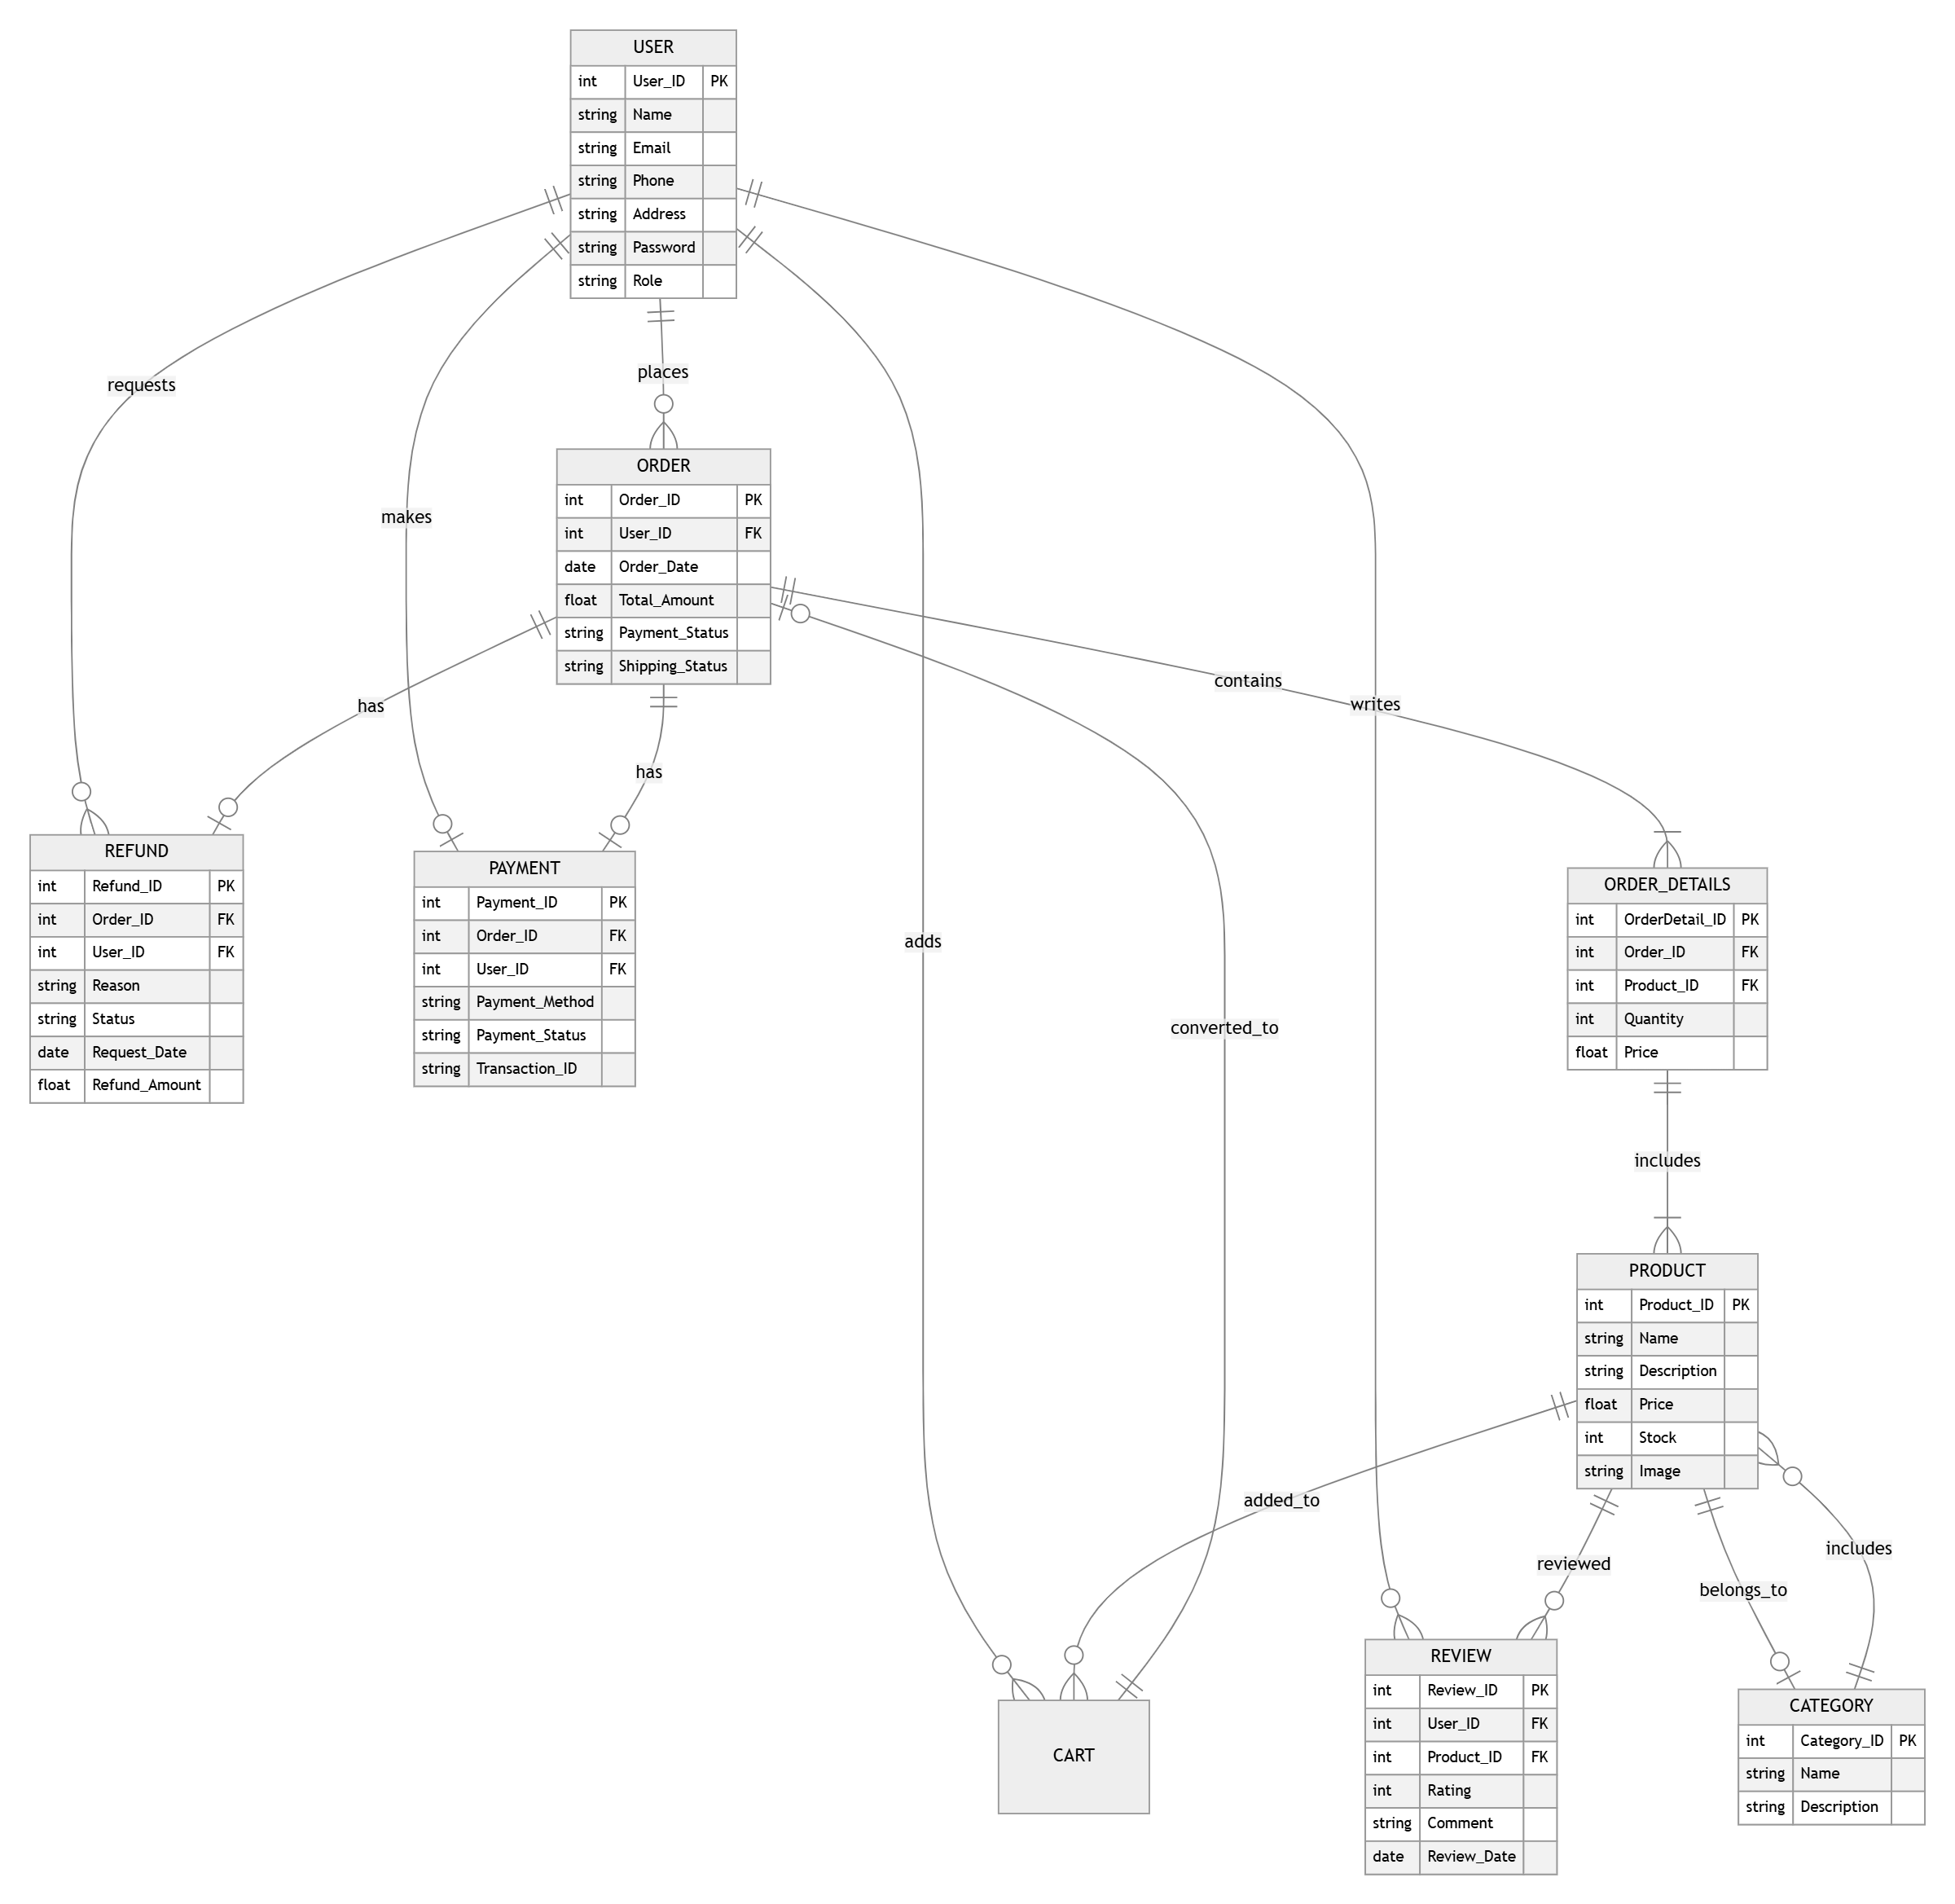 USER
int User_ID PK
string Name
string Email
string Phone
string Address
string Password
string Role
requests
makes
places
adds
writes
ORDER
int Order_ID PK
int User_ID FK
date Order_Date
float Total_Amount
string Payment_Status
string Shipping_Status
has
has
contains
converted_to
REFUND
int Refund_ID PK
int Order_ID FK
int User_ID FK
string Reason
string Status
date Request_Date
float Refund_Amount
PAYMENT
int Payment_ID PK
int Order_ID FK
int User_ID FK
string Payment_Method
string Payment_Status
string Transaction_ID
ORDER_DETAILS
int OrderDetail_ID PK
int Order_ID FK
int Product_ID FK
int Quantity
float Price
includes
PRODUCT
int Product_ID PK
string Name
string Description
float Price
int Stock
string Image
added_to
reviewed
belongs_to
includes
CART
REVIEW
int Review_ID PK
int User_ID FK
int Product_ID FK
int Rating
string Comment
date Review_Date
CATEGORY
int Category_ID PK
string Name
string Description